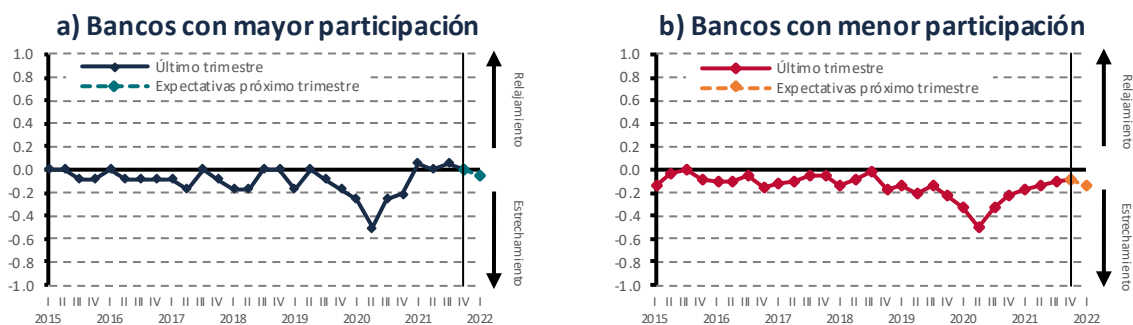 a) Bancos con mayor participación
1.0
0.8
0.6
0.4
0.2
0.0
-0.2
-0.4
-0.6
-0.8
-1.0
Último trimestre
Expectativas próximo trimestre
Relajamiento
Estrechamiento
I II III IV I II III IV I II III IV I II III IV I II III IV I II III IV I II III IV I
2015 2016 2017 2018 2019 2020 2021 2022
b) Bancos con menor participación
1.0
0.8
0.6
0.4
0.2
0.0
-0.2
-0.4
-0.6
-0.8
-1.0
Último trimestre
Expectativas próximo trimestre
Relajamiento
Estrechamiento
I II III IV I II III IV I II III IV I II III IV I II III IV I II III IV I II III IV I
2015 2016 2017 2018 2019 2020 2021 2022